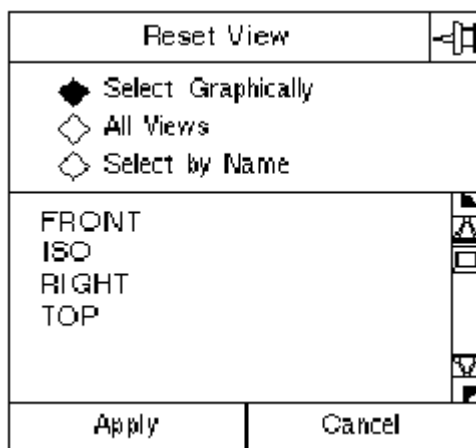 Reset View
Select Graphically
All Views
Select by Name
FRONT
ISO
RIGHT
TOP
Apply
Cancel